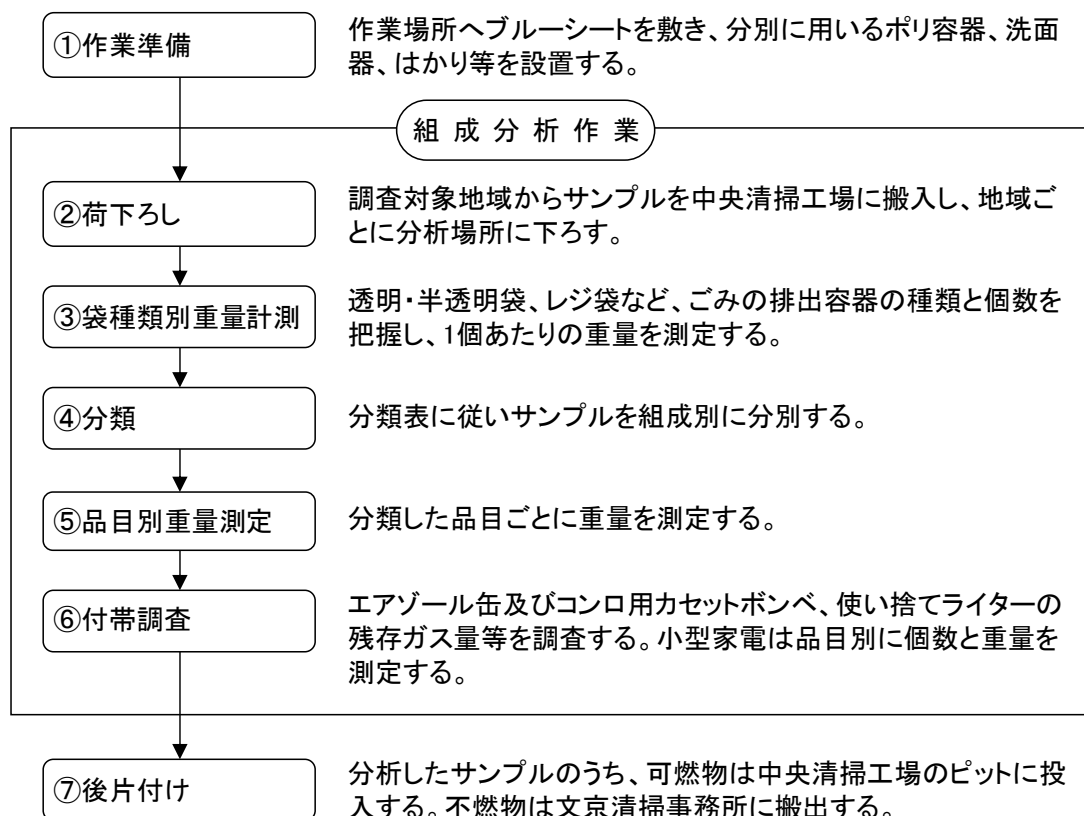 ①作業準備
作業場所へブルーシートを敷き、分別に用いるポリ容器、洗面
器、はかり等を設置する。
組成分析作業
②荷下ろし
調査対象地域からサンプルを中央清掃工場に搬入し、地域ご
とに分析場所に下ろす。
③袋種類別重量計測
透明・半透明袋、レジ袋など、ごみの排出容器の種類と個数を
把握し、1個あたりの重量を測定する。
④分類
分類表に従いサンプルを組成別に分別する。
⑤品目別重量測定
分類した品目ごとに重量を測定する。
⑥付帯調査
エアゾール缶及びコンロ用カセットボンベ、使い捨てライターの
残存ガス量等を調査する。小型家電は品目別に個数と重量を
測定する。
⑦後片付け
分析したサンプルのうち、可燃物は中央清掃工場のピットに投
入する。不燃物は文京清掃事務所に搬出する。